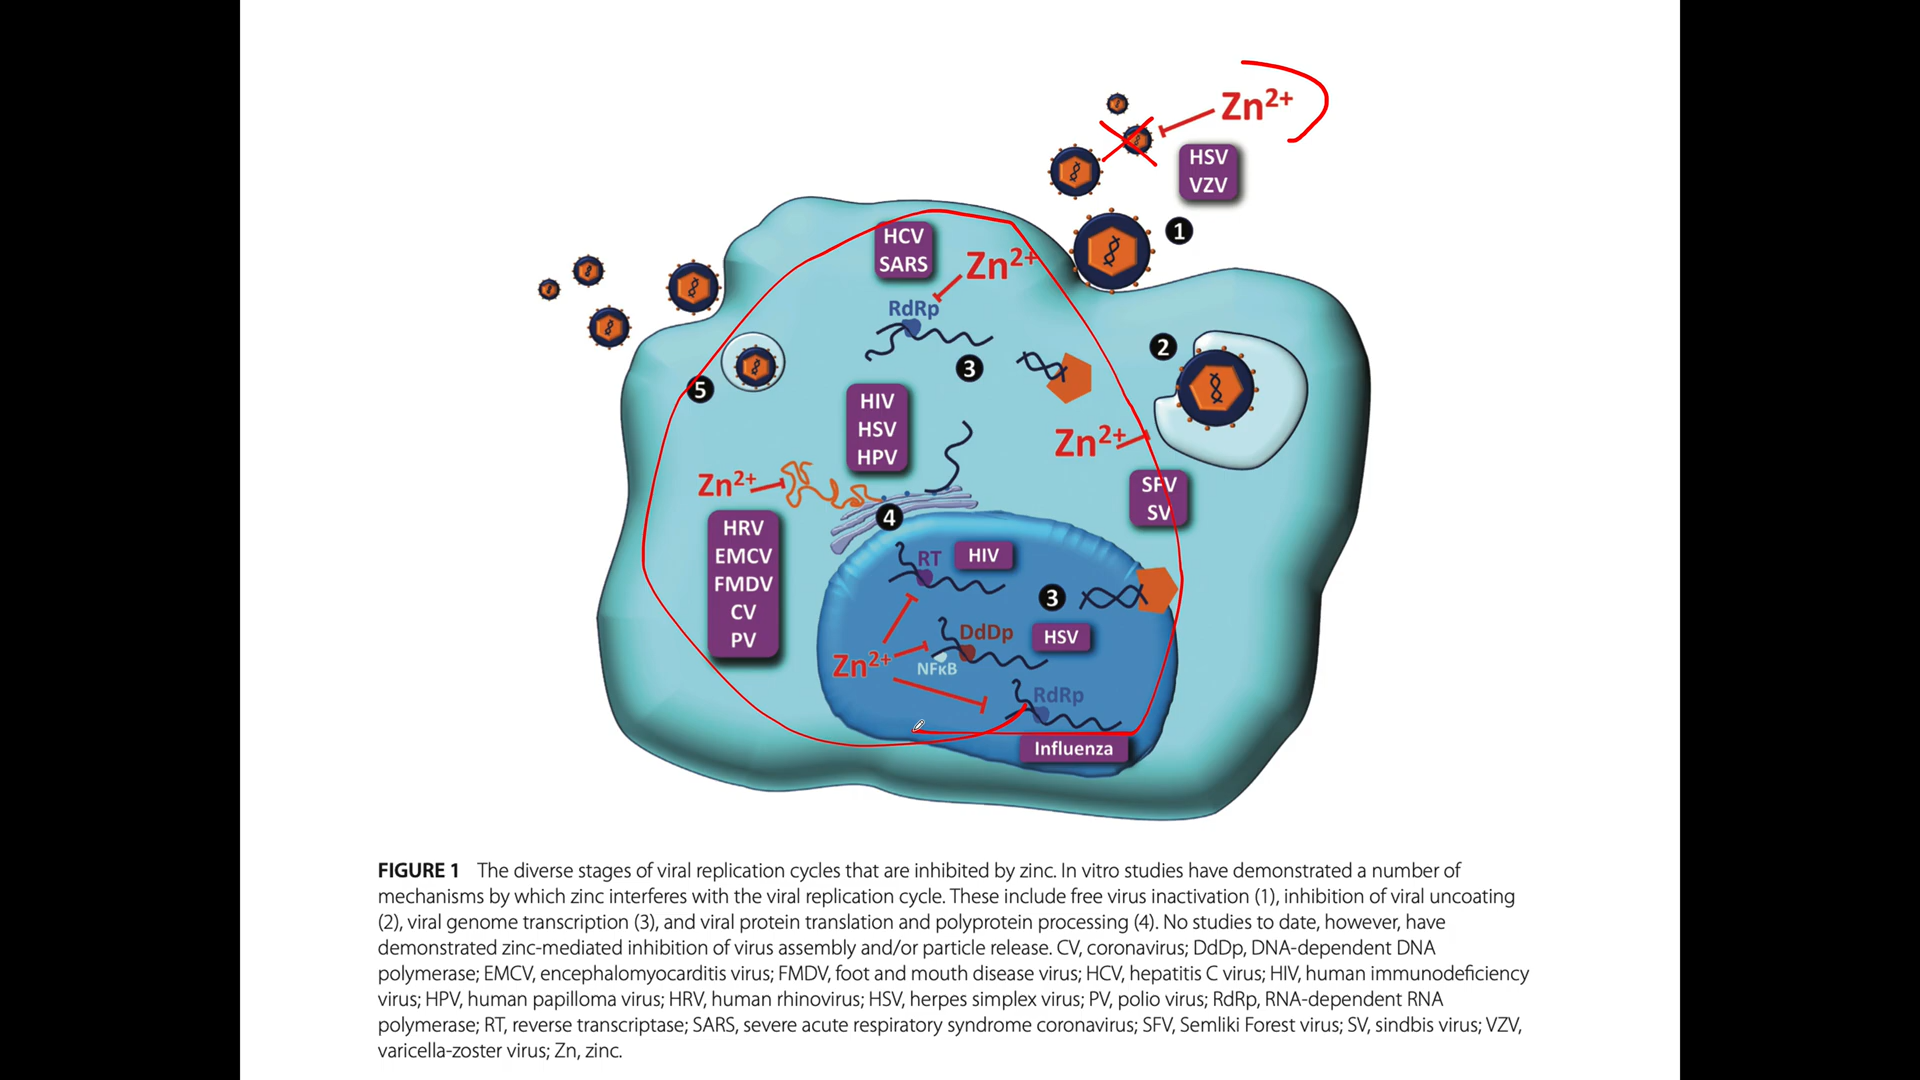 Zn2+
HSV
VZV
1
HCV
SARS
Zn2+
RdRp
3
2
5
HIV
HSV
HPV
Zn2+
Zn2+
SFV
SV
4
HRV
EMCV
FMDV
CV
PV
RT
HIV
3
DdDp
HSV
Zn2+
NFκB
RdRp
Influenza
FIGURE 1 The diverse stages of viral replication cycles that are inhibited by zinc. In vitro studies have demonstrated a number of
mechanisms by which zinc interferes with the viral replication cycle. These include free virus inactivation (1), inhibition of viral uncoating
(2), viral genome transcription (3), and viral protein translation and polyprotein processing (4). No studies to date, however, have
demonstrated zinc-mediated inhibition of virus assembly and/or particle release. CV, coronavirus; DdDp, DNA-dependent DNA
polymerase; EMCV, encephalomyocarditis virus; FMDV, foot and mouth disease virus; HCV, hepatitis C virus; HIV, human immunodeficiency
virus; HPV, human papilloma virus; HRV, human rhinovirus; HSV, herpes simplex virus; PV, polio virus; RdRp, RNA-dependent RNA
polymerase; RT, reverse transcriptase; SARS, severe acute respiratory syndrome coronavirus; SFV, Semliki Forest virus; SV, sindbis virus; VZV,
varicella-zoster virus; Zn, zinc.